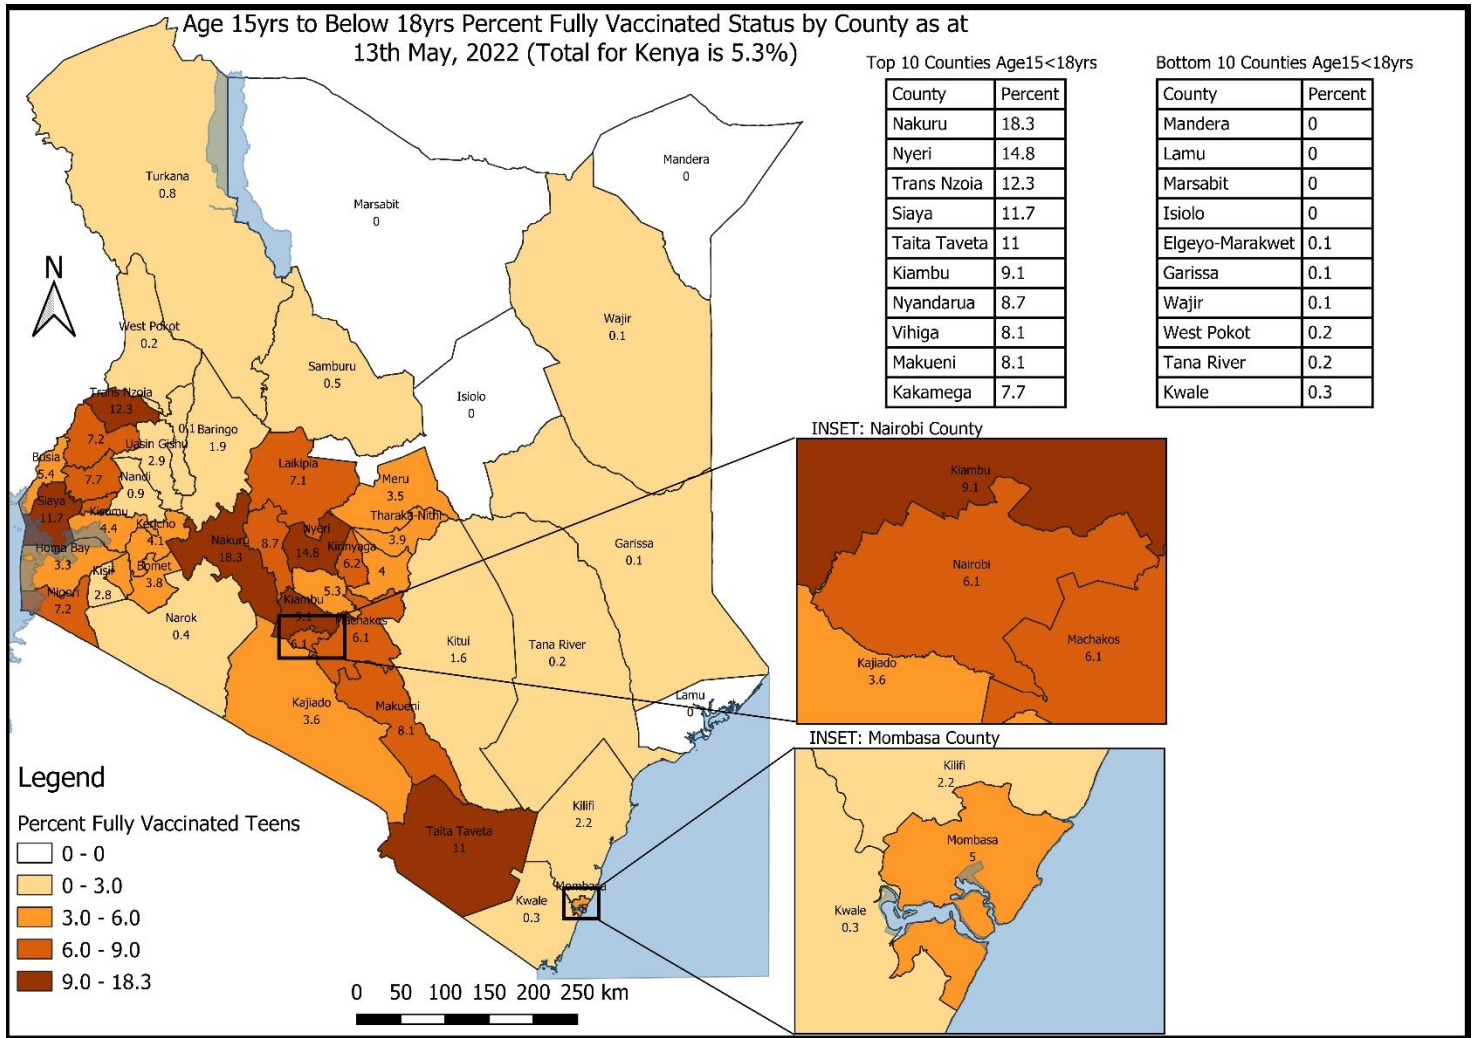 Age 15yrs to Below 18yrs Percent Fully Vaccinated Status by County as at
13th May, 2022 (Total for Kenya is 5.3%)
Top 10 Counties Age15<18yrs
County Percent
Nakuru 18.3
Nyeri 14.8
Trans Nzoia 12.3
Siaya 11.7
Taita Taveta 11
Kiambu 9.1
Nyandarua 8.7
Vihiga 8.1
Makueni 8.1
Kakamega 7.7
Bottom 10 Counties Age15<18yrs
County Percent
Mandera 0
Lamu 0
Marsabit 0
Isiolo 0
Elgeyo-Marakwet 0.1
Garissa 0.1
Wajir 0.1
West Pokot 0.2
Tana River 0.2
Kwale 0.3
N
Turkana
0.8
Marsabit
0
Mandera
0
Wajir
0.1
West Pokot
0.2
Samburu
0.5
Isiolo
0
Trans Nzoia
12.3
0.1
Baringo
1.9
7.2
Uasin Gishu
2.9
Busia
5.4
7.7
Nandi
0.9
Laikipia
7.1
Meru
3.5
Siaya
11.7
Kisumu
4.4
Kericho
4.1
Tharaka-Nithi
3.9
Nakuru
18.3
8.7
Nyeri
14.8
Kirinyaga
6.2
4
Homa Bay
3.3
Kisii
2.8
Bomet
3.8
Garissa
0.1
Migori
7.2
5.3
Kiambu
9.1
Narok
0.4
Machakos
6.1
6.1
Kitui
1.6
Tana River
0.2
Lamu
0
Kajiado
3.6
Makueni
8.1
Taita Taveta
11
Kilifi
2.2
Mombasa
5
Kwale
0.3
INSET: Nairobi County
Kiambu
9.1
Nairobi
6.1
Machakos
6.1
Kajiado
3.6
INSET: Mombasa County
Kilifi
2.2
Mombasa
5
Kwale
0.3
Legend
Percent Fully Vaccinated Teens
0 - 0
0 - 3.0
3.0 - 6.0
6.0 - 9.0
9.0 - 18.3
0 50 100 150 200 250 km